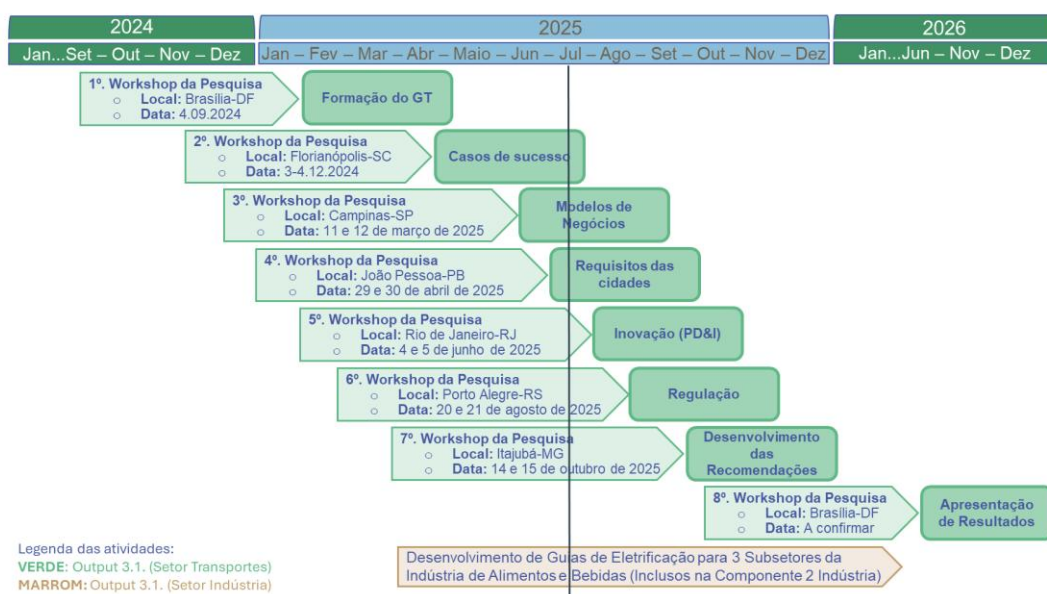 2024
2025
2026
Jan...Set – Out – Nov – Dez
Jan – Fev – Mar – Abr – Maio – Jun – Jul – Ago – Set – Out – Nov – Dez
Jan...Jun – Nov – Dez
1º. Workshop da Pesquisa
o Local: Brasília-DF
o Data: 4.09.2024
Formação do GT
2º. Workshop da Pesquisa
o Local: Florianópolis-SC
o Data: 3-4.12.2024
Casos de sucesso
3º. Workshop da Pesquisa
o Local: Campinas-SP
o Data: 11 e 12 de março de 2025
Modelos de
Negócios
4º. Workshop da Pesquisa
o Local: João Pessoa-PB
o Data: 29 e 30 de abril de 2025
Requisitos das
cidades
5º. Workshop da Pesquisa
o Local: Rio de Janeiro-RJ
o Data: 4 e 5 de junho de 2025
Inovação (PD&I)
6º. Workshop da Pesquisa
o Local: Porto Alegre-RS
o Data: 20 e 21 de agosto de 2025
Regulação
7º. Workshop da Pesquisa
o Local: Itajubá-MG
o Data: 14 e 15 de outubro de 2025
Desenvolvimento
das
Recomendações
8º. Workshop da Pesquisa
o Local: Brasília-DF
o Data: A confirmar
Apresentação
de Resultados
Legenda das atividades:
VERDE: Output 3.1. (Setor Transportes)
MARROM: Output 3.1. (Setor Indústria)
Desenvolvimento de Guias de Eletrificação para 3 Subsetores da
Indústria de Alimentos e Bebidas (Inclusos na Componente 2 Indústria)